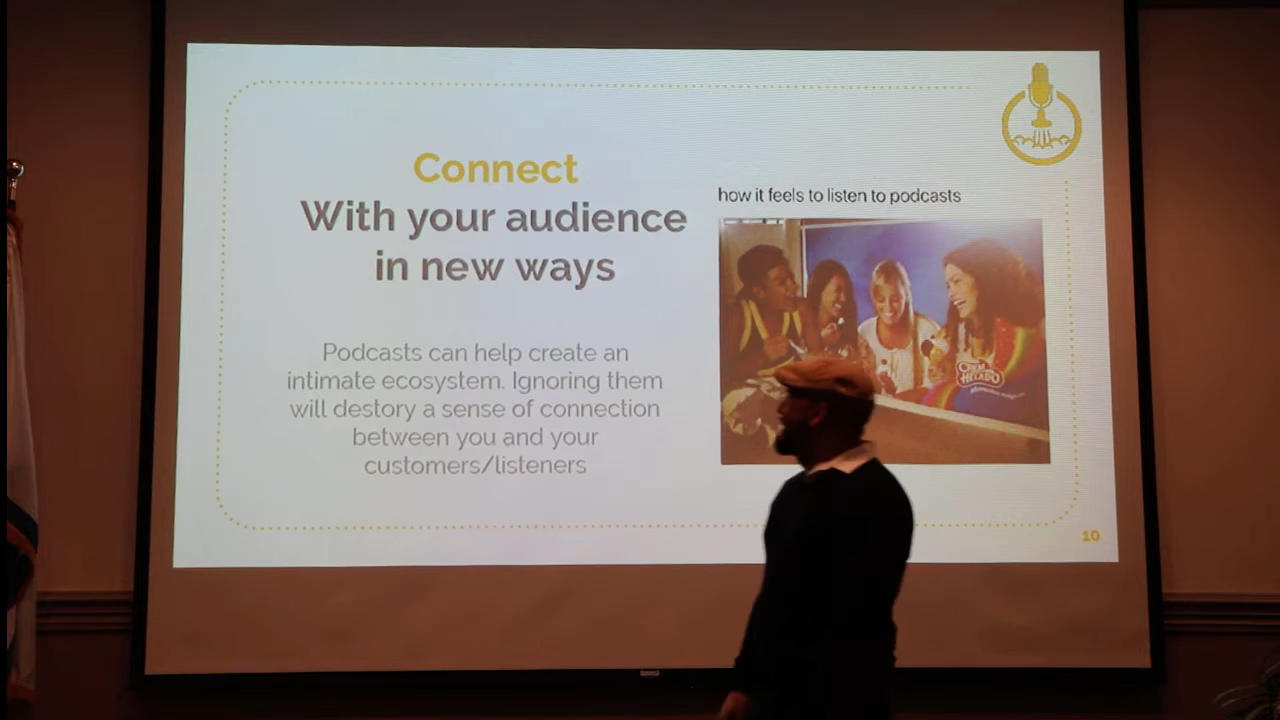 Connect
With your audience
in new ways
Podcasts can help create an
intimate ecosystem. Ignoring them
will destory a sense of connection
between you and your
customers/listeners
how it feels to listen to podcasts
HELADO
10